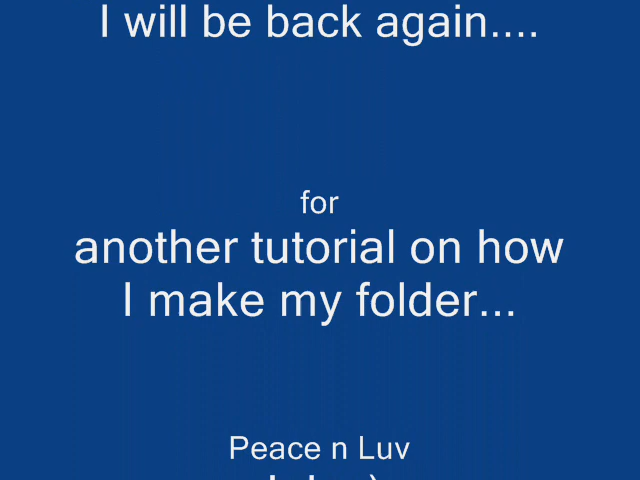 I will be back again....
for
another tutorial on how
I make my folder...
Peace n Luv